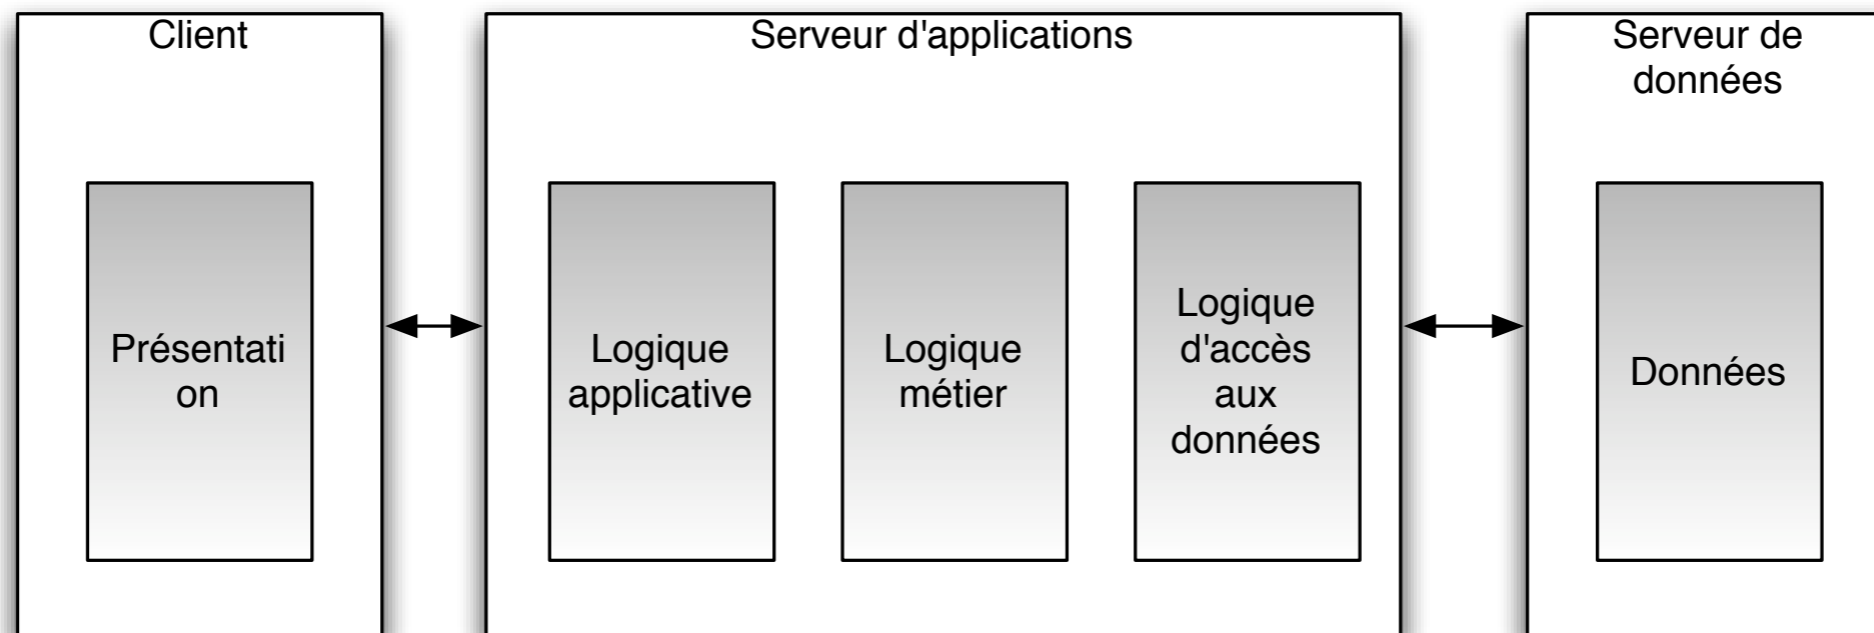 Client
Serveur d'applications
Serveur de
données
Présentati
on
Logique
applicative
Logique
métier
Logique
d'accès
aux
données
Données